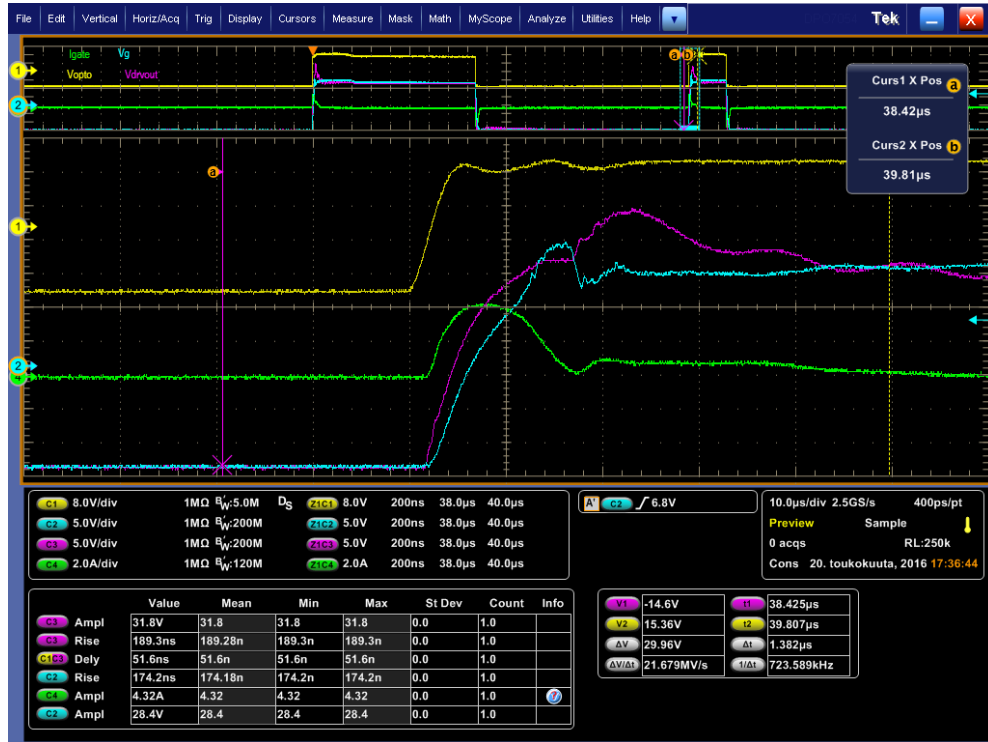 File Edit Vertical Horiz/Acq Trig Display Cursors Measure Mask Math MyScope Analyze Utilities Help Tek X
Igate Vg
Vopto Vdrvout
a b
1
2
Curs1 X Pos a
38.42µs
Curs2 X Pos b
39.81µs
a
1
2
C1 8.0V/div 1MΩ BW:5.0M DS Z1C1 8.0V 200ns 38.0µs 40.0µs
C2 5.0V/div 1MΩ BW:200M Z1C2 5.0V 200ns 38.0µs 40.0µs
C3 5.0V/div 1MΩ BW:200M Z1C3 5.0V 200ns 38.0µs 40.0µs
C4 2.0A/div 1MΩ BW:120M Z1C4 2.0A 200ns 38.0µs 40.0µs
A' C2 6.8V
10.0µs/div 2.5GS/s 400ps/pt
Preview Sample
0 acqs RL:250k
Cons 20. toukokuuta, 2016 17:36:44
Value Mean Min Max St Dev Count Info
C3 Ampl 31.8V 31.8 31.8 31.8 0.0 1.0
C3 Rise 189.3ns 189.28n 189.3n 189.3n 0.0 1.0
C1C3 Dely 51.6ns 51.6n 51.6n 51.6n 0.0 1.0
C2 Rise 174.2ns 174.18n 174.2n 174.2n 0.0 1.0
C4 Ampl 4.32A 4.32 4.32 4.32 0.0 1.0
C2 Ampl 28.4V 28.4 28.4 28.4 0.0 1.0
V1 -14.6V t1 38.425µs
V2 15.36V t2 39.807µs
ΔV 29.96V Δt 1.382µs
ΔV/Δt 21.679MV/s 1/Δt 723.589kHz